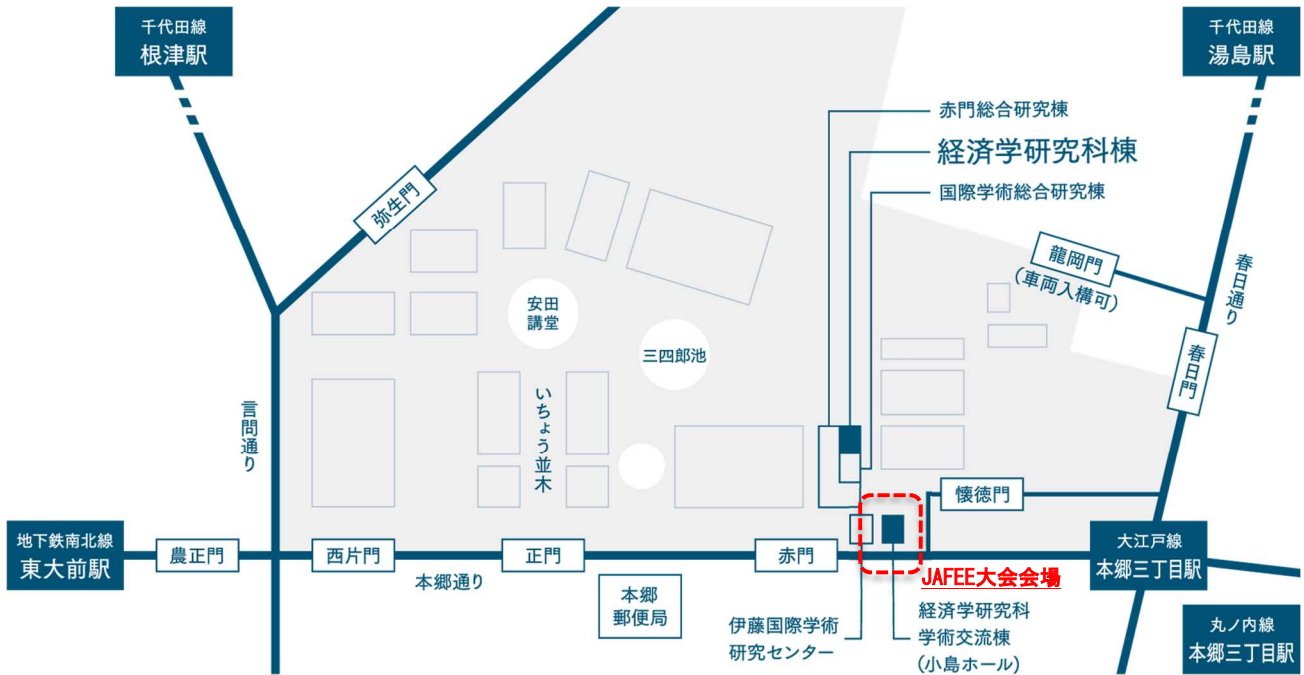 千代田線
根津駅
千代田線
湯島駅
赤門総合研究棟
経済学研究科棟
国際学術総合研究棟
弥生門
龍岡門
(車両入構可)
春日通り
安田
講堂
三四郎池
春日門
いちょう並木
言問通り
懐徳門
地下鉄南北線
東大前駅
農正門
西片門
正門
赤門
大江戸線
本郷三丁目駅
本郷通り
JAFEE大会会場
本郷
郵便局
伊藤国際学術
研究センター
経済学研究科
学術交流棟
(小島ホール)
丸ノ内線
本郷三丁目駅